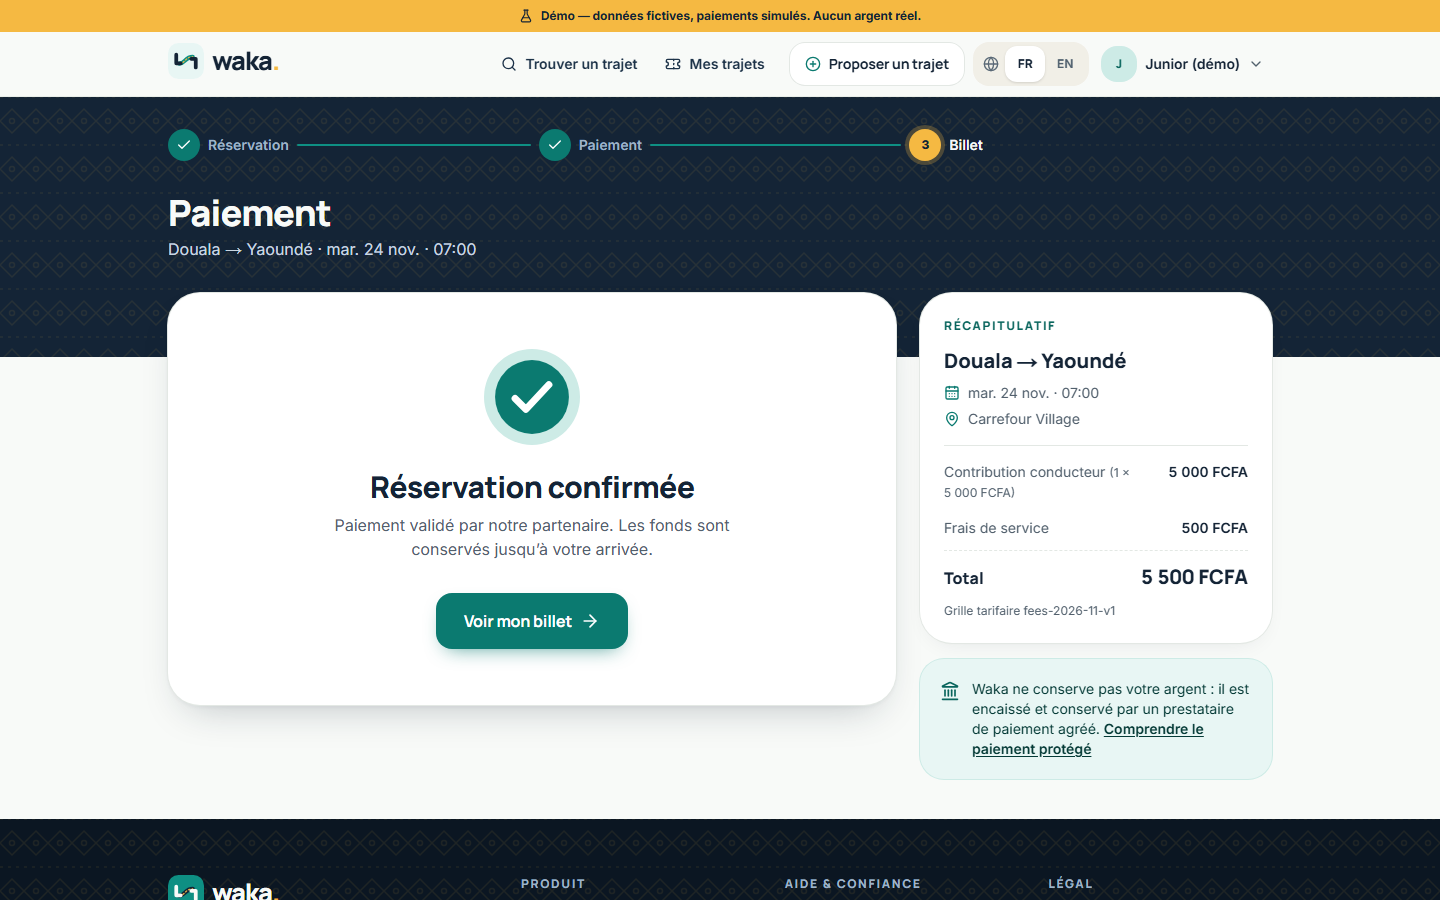 Démo — données fictives, paiements simulés. Aucun argent réel.
waka.
Trouver un trajet
Mes trajets
Proposer un trajet
FR
EN
J
Junior (démo)
Réservation
Paiement
3
Billet
Paiement
Douala → Yaoundé · mar. 24 nov. · 07:00
Réservation confirmée
Paiement validé par notre partenaire. Les fonds sont
conservés jusqu’à votre arrivée.
Voir mon billet →
RÉCAPITULATIF
Douala → Yaoundé
mar. 24 nov. · 07:00
Carrefour Village
Contribution conducteur (1 × 5 000 FCFA
5 000 FCFA)
Frais de service 500 FCFA
Total 5 500 FCFA
Grille tarifaire fees-2026-11-v1
Waka ne conserve pas votre argent : il est
encaissé et conservé par un prestataire
de paiement agréé. Comprendre le
paiement protégé
waka.
PRODUIT
AIDE & CONFIANCE
LÉGAL